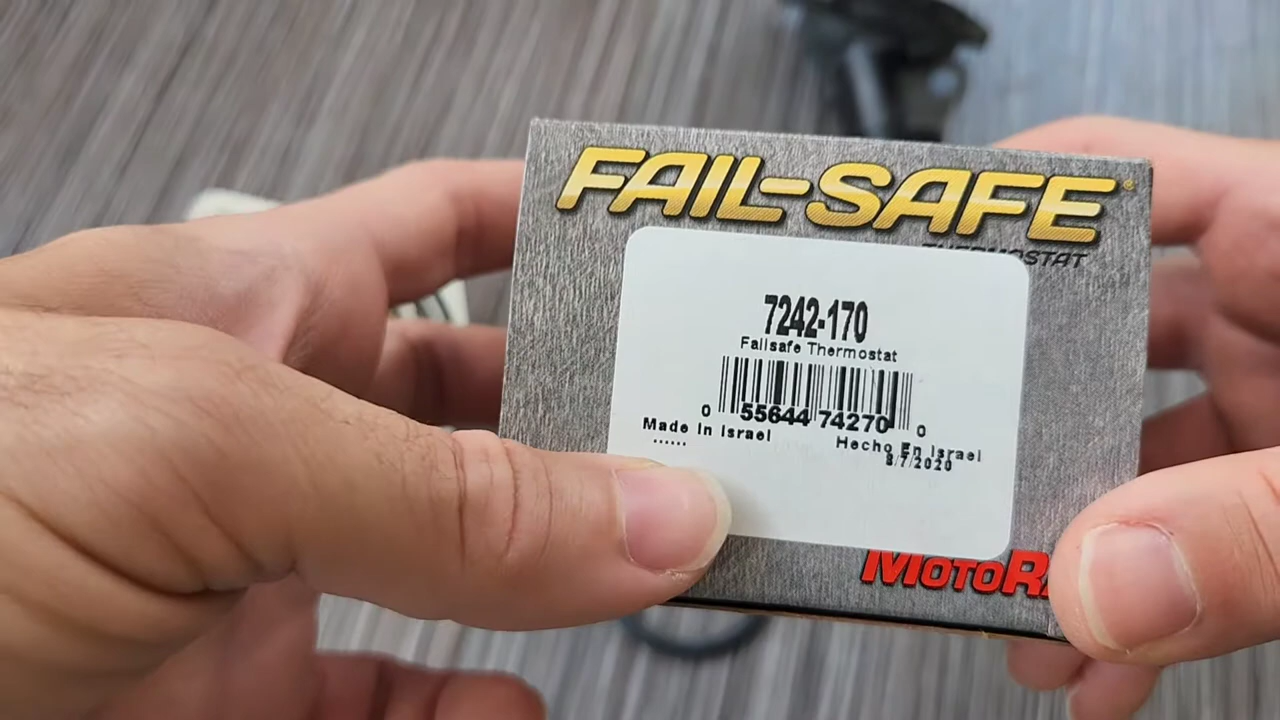 FAIL-SAFE®
THERMOSTAT
7242-170
Failsafe Thermostat
0 55644 74270 0
Made In Israel
Hecho En Israel
8/7/2020
MOTOR